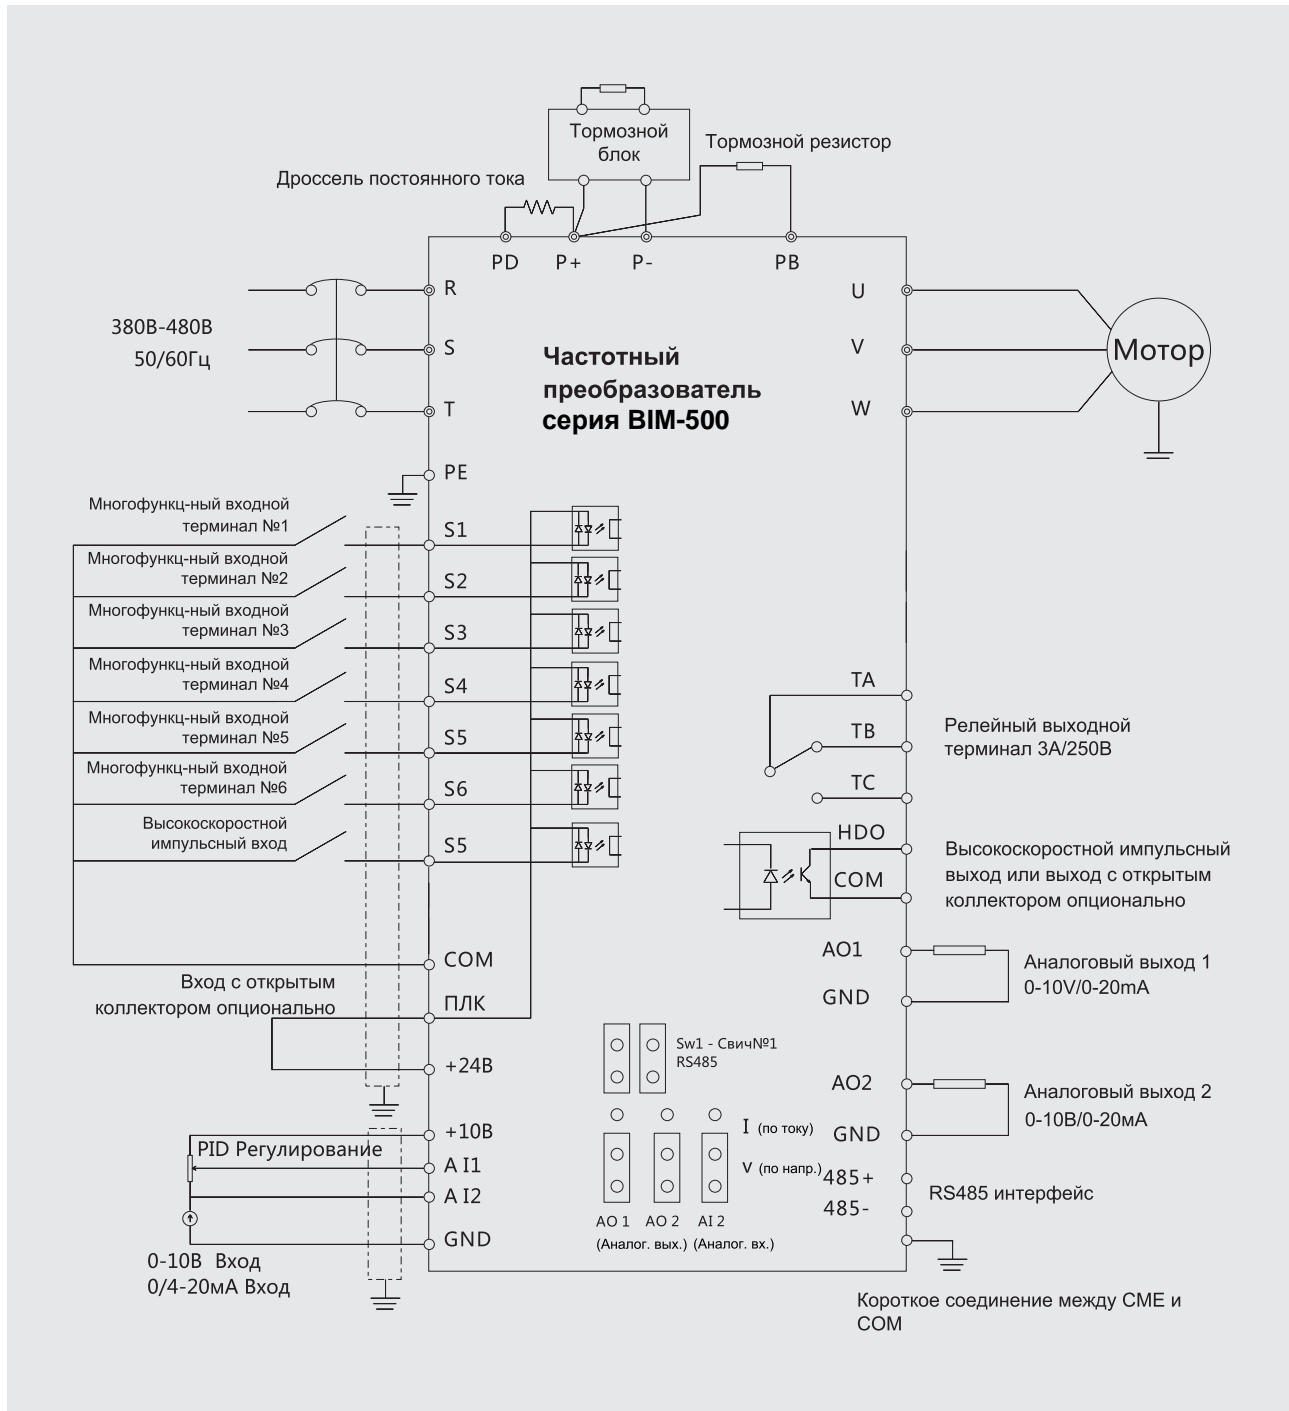 Тормозной
блок
Тормозной резистор
Дроссель постоянного тока
PD
P+
P-
PB
R
S
T
380В-480В
50/60Гц
Частотный
преобразователь
серия BIM-500
U
V
W
Мотор
PE
Многофункц-ный входной
терминал №1
S1
Многофункц-ный входной
терминал №2
S2
Многофункц-ный входной
терминал №3
S3
Многофункц-ный входной
терминал №4
S4
Многофункц-ный входной
терминал №5
S5
Многофункц-ный входной
терминал №6
S6
Высокоскоростной
импульсный вход
S5
COM
Вход с открытым
коллектором опционально
ПЛК
+24В
+10В
PID Регулирование
A I1
A I2
GND
0-10В Вход
0/4-20мА Вход
TA
TB
TC
Релейный выходной
терминал 3А/250В
HDO
COM
Высокоскоростной импульсный
выход или выход с открытым
коллектором опционально
AO1
GND
Аналоговый выход 1
0-10V/0-20mA
Sw1 - Свич№1
RS485
AO2
GND
Аналоговый выход 2
0-10В/0-20мА
I (по току)
V (по напр.)
485+
485-
RS485 интерфейс
AO 1
AO 2
AI 2
(Аналог. вых.)
(Аналог. вх.)
Короткое соединение между CME и
COM